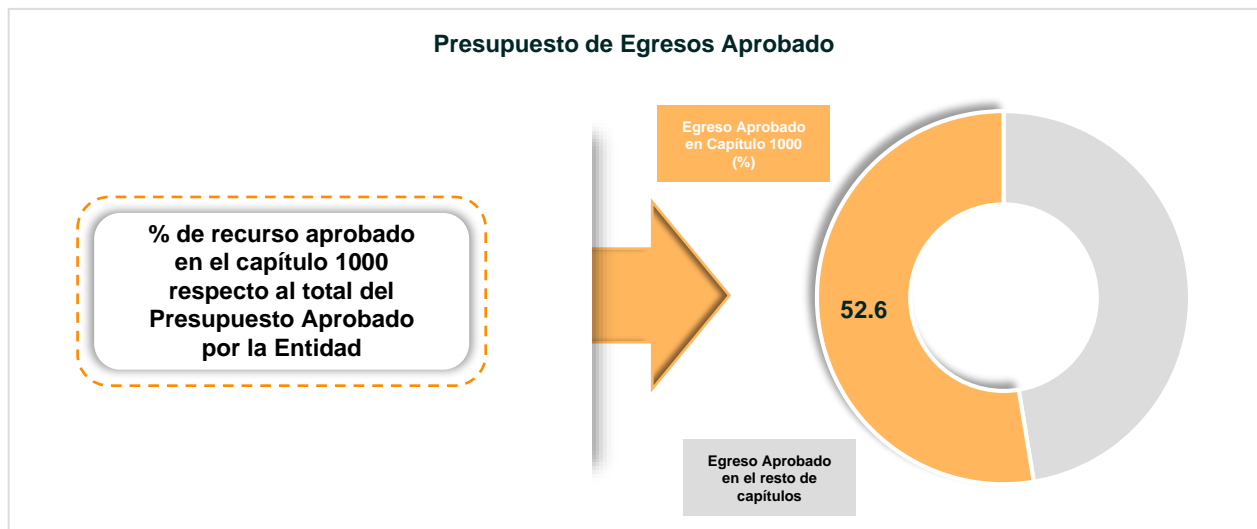 Presupuesto de Egresos Aprobado
% de recurso aprobado
en el capítulo 1000
respecto al total del
Presupuesto Aprobado
por la Entidad
Egreso Aprobado
en Capítulo 1000
(%)
52.6
Egreso Aprobado
en el resto de
capítulos